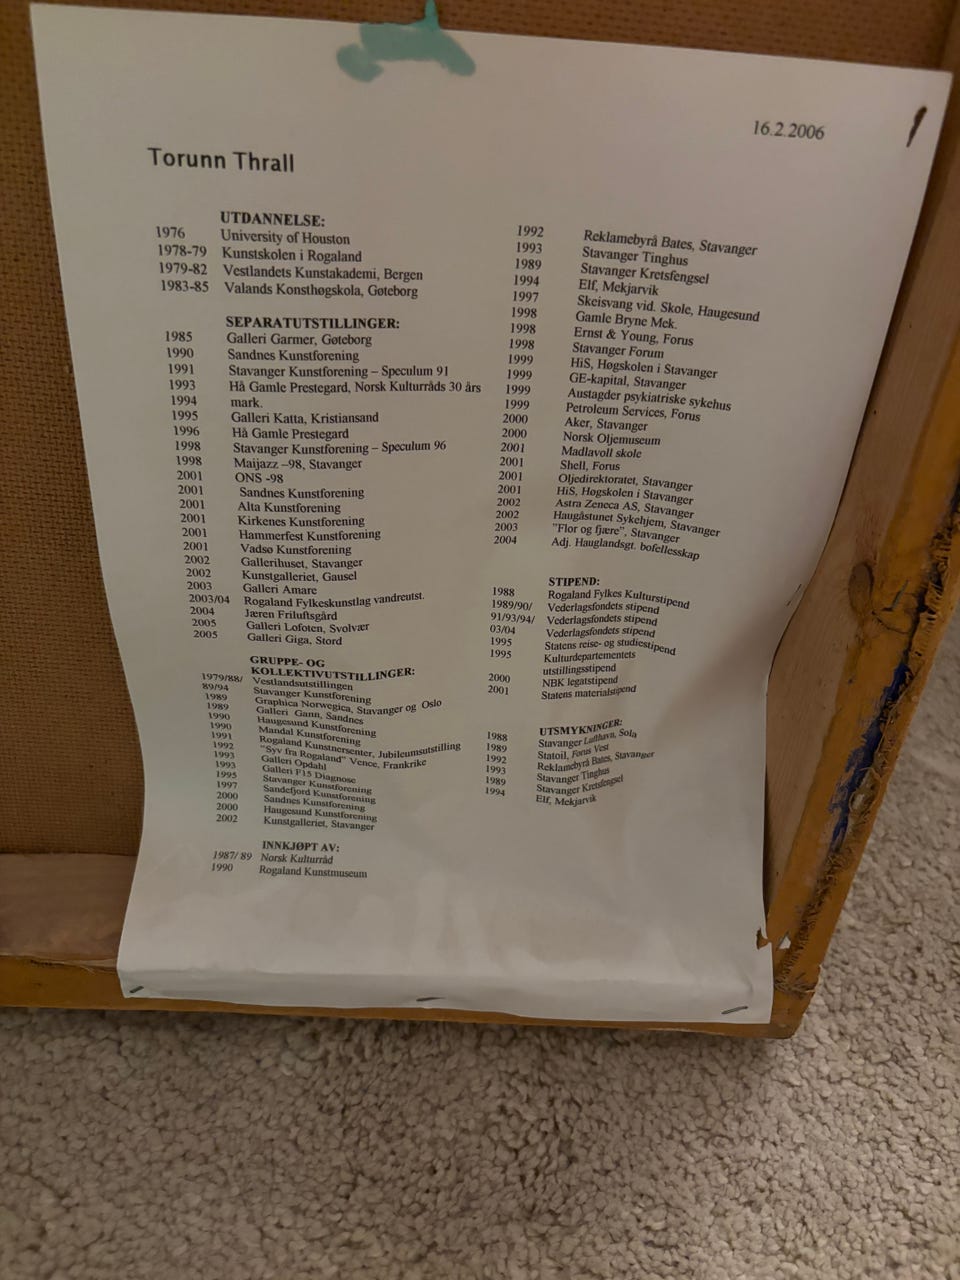 16.2.2006
Torunn Thrall
UTDANNELSE:
1976 University of Houston
1978-79 Kunstskolen i Rogaland
1979-82 Vestlandets Kunstakademi, Bergen
1983-85 Valands Konsthøgskola, Gøteborg
SEPARATUTSTILLINGER:
1985 Galleri Garmer, Gøteborg
1990 Sandnes Kunstforening
1991 Stavanger Kunstforening – Speculum 91
1993 Hå Gamle Prestegard, Norsk Kulturråds 30 års
1994 mark.
1995 Galleri Katta, Kristiansand
1996 Hå Gamle Prestegard
1998 Stavanger Kunstforening – Speculum 96
1998 Maijazz –98, Stavanger
2001 ONS -98
2001 Sandnes Kunstforening
2001 Alta Kunstforening
2001 Kirkenes Kunstforening
2001 Hammerfest Kunstforening
2001 Vadsø Kunstforening
2002 Gallerihuset, Stavanger
2002 Kunstgalleriet, Gausel
2003 Galleri Amare
2003/04 Rogaland Fylkeskunstlag vandreutst.
2004 Jæren Friluftsgård
2005 Galleri Lofoten, Svolvær
2005 Galleri Giga, Stord
GRUPPE- OG
KOLLEKTIVUTSTILLINGER:
1979/88/ Vestlandsutstillingen
89/94 Stavanger Kunstforening
1989 Graphica Norwegica, Stavanger og Oslo
1989 Galleri Gann, Sandnes
1990 Haugesund Kunstforening
1990 Mandal Kunstforening
1991 Rogaland Kunstnersenter, Jubileumsutstilling
1992 "Syv fra Rogaland" Vence, Frankrike
1993 Galleri Opdahl
1993 Galleri F15 Diagnose
1995 Stavanger Kunstforening
1997 Sandefjord Kunstforening
2000 Sandnes Kunstforening
2000 Haugesund Kunstforening
2002 Kunstgalleriet, Stavanger
INNKJØPT AV:
1987/ 89 Norsk Kulturråd
1990 Rogaland Kunstmuseum
1992 Reklamebyrå Bates, Stavanger
1993 Stavanger Tinghus
1989 Stavanger Kretsfengsel
1994 Elf, Mekjarvik
1997 Skeisvang vid. Skole, Haugesund
1998 Gamle Bryne Mek.
1998 Ernst & Young, Forus
1998 Stavanger Forum
1999 HiS, Høgskolen i Stavanger
1999 GE-kapital, Stavanger
1999 Austagder psykiatriske sykehus
1999 Petroleum Services, Forus
2000 Aker, Stavanger
2000 Norsk Oljemuseum
2001 Madlavoll skole
2001 Shell, Forus
2001 Oljedirektoratet, Stavanger
2001 HiS, Høgskolen i Stavanger
2002 Astra Zeneca AS, Stavanger
2002 Haugåstunet Sykehjem, Stavanger
2003 "Flor og fjære", Stavanger
2004 Adj. Hauglandsgt. bofellesskap
STIPEND:
1988 Rogaland Fylkes Kulturstipend
1989/90/ Vederlagsfondets stipend
91/93/94/ Vederlagsfondets stipend
03/04 Vederlagsfondets stipend
1995 Statens reise- og studiestipend
1995 Kulturdepartementets
utstillingsstipend
2000 NBK legatstipend
2001 Statens materialstipend
UTSMYKNINGER:
1988 Stavanger Lufthavn, Sola
1989 Statoil, Forus Vest
1992 Reklamebyrå Bates, Stavanger
1993 Stavanger Tinghus
1989 Stavanger Kretsfengsel
1994 Elf, Mekjarvik